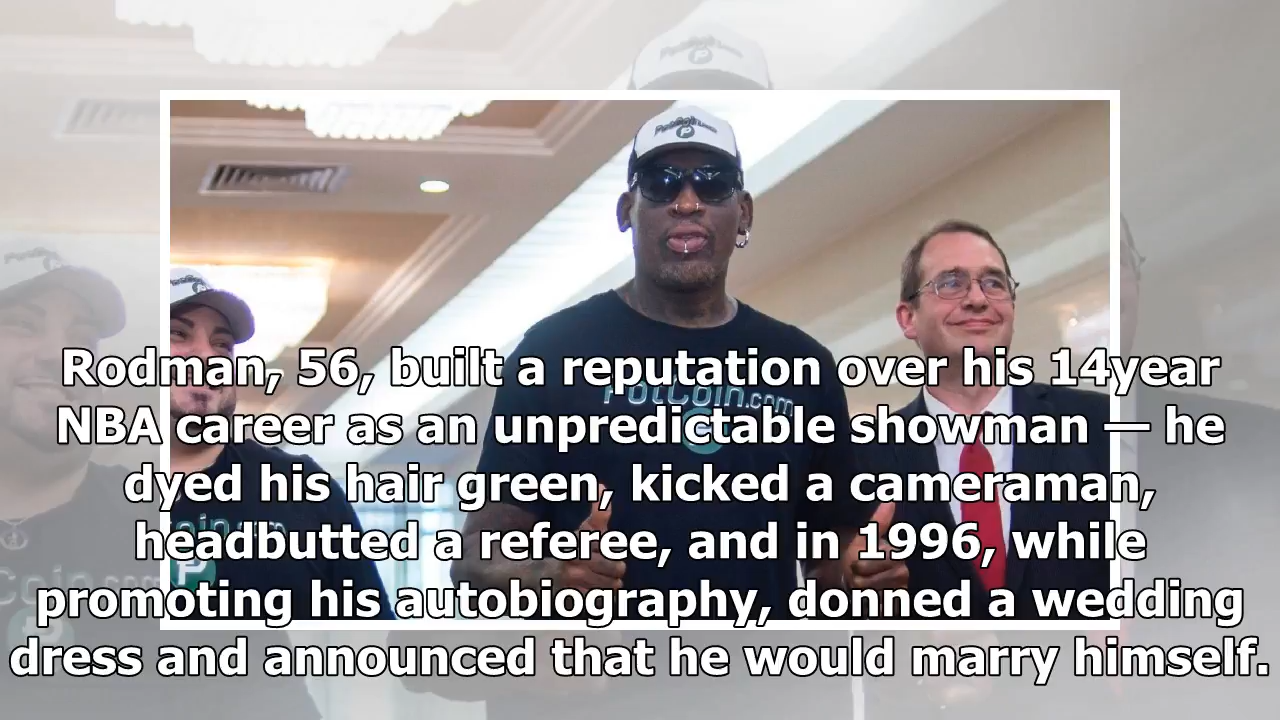 PotCoin.com
Rodman, 56, built a reputation over his 14year
NBA career as an unpredictable showman — he
dyed his hair green, kicked a cameraman,
headbutted a referee, and in 1996, while
promoting his autobiography, donned a wedding
dress and announced that he would marry himself.